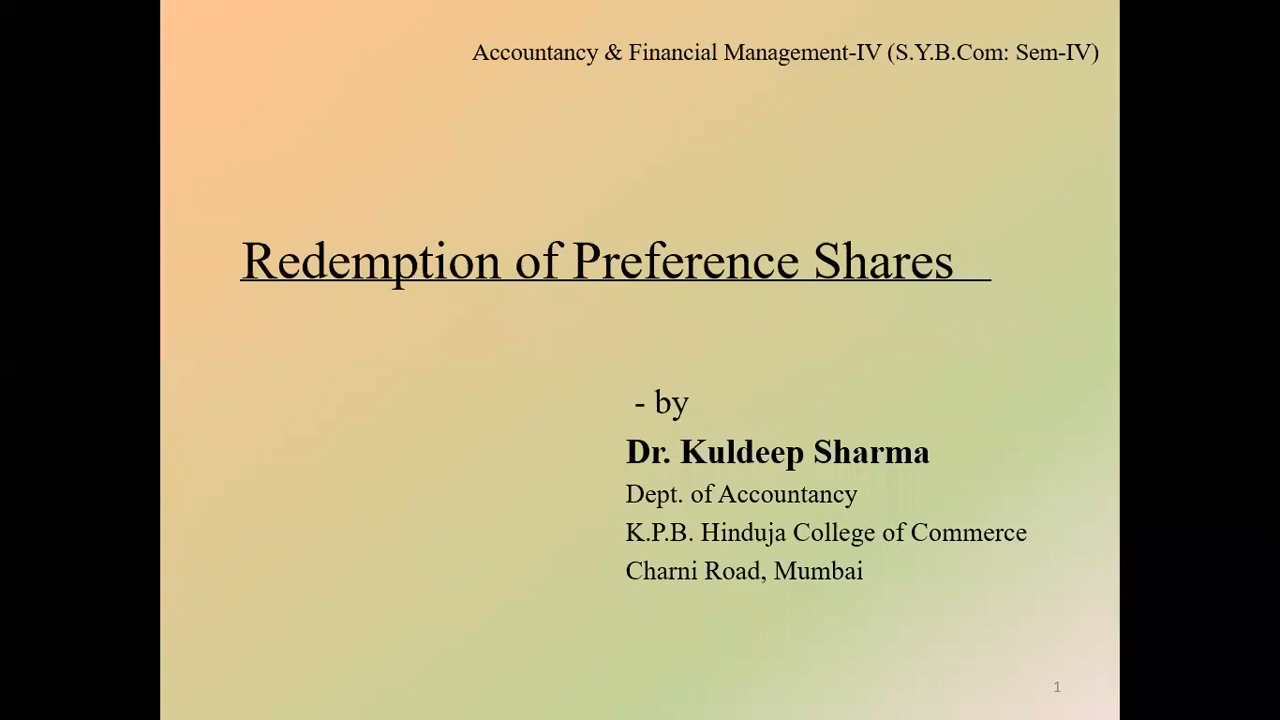 Accountancy & Financial Management-IV (S.Y.B.Com: Sem-IV)
Redemption of Preference Shares
- by
Dr. Kuldeep Sharma
Dept. of Accountancy
K.P.B. Hinduja College of Commerce
Charni Road, Mumbai
1